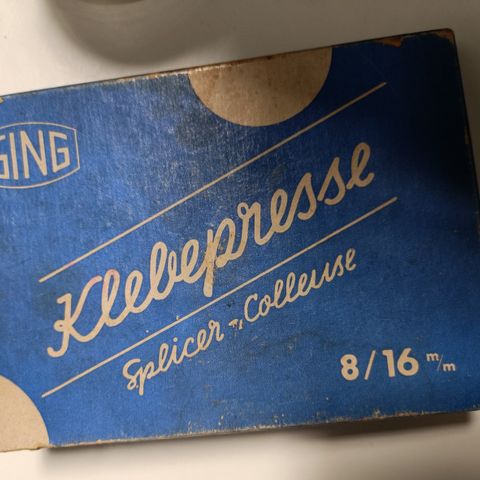 GING
Klebepresse
Splicer „ Colleuse
8/16 m/m